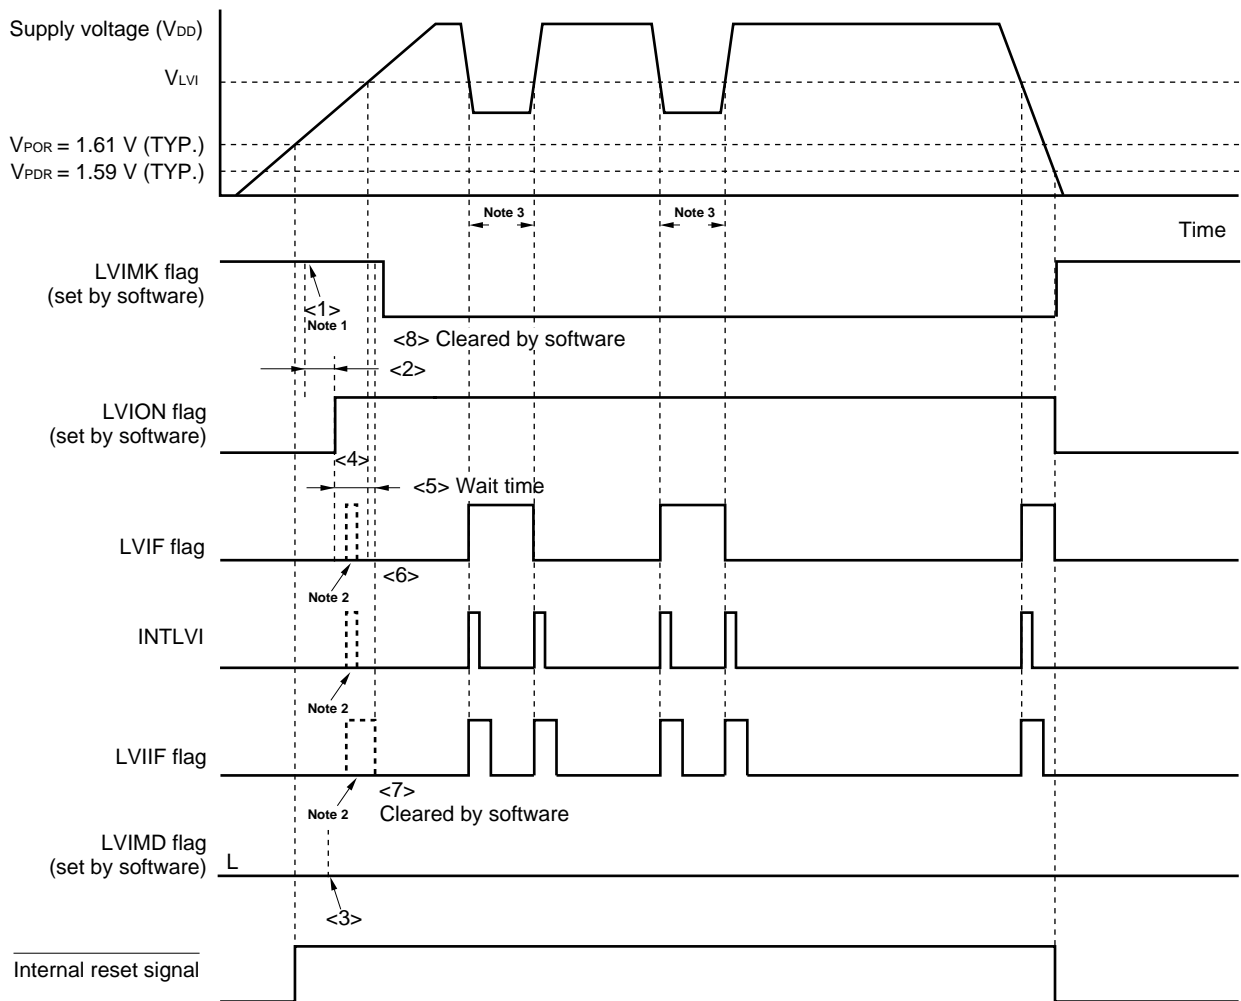 Supply voltage (VDD)
VLVI
VPOR = 1.61 V (TYP.)
VPDR = 1.59 V (TYP.)
Note 3
Note 3
Time
LVIMK flag
(set by software)
<1>
Note 1
<8> Cleared by software
<2>
LVION flag
(set by software)
<4>
<5> Wait time
LVIF flag
<6>
Note 2
INTLVI
Note 2
LVIIF flag
<7>
Note 2
Cleared by software
LVIMD flag
(set by software)
L
<3>
Internal reset signal